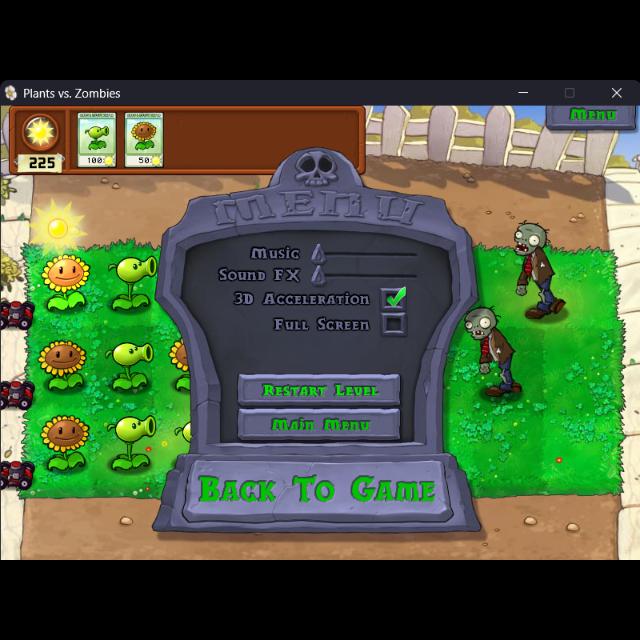 Plants vs. Zombies
MENU
225
100
50
MENU
Music
Sound FX
3D Acceleration
Full Screen
Restart Level
Main Menu
Back To Game